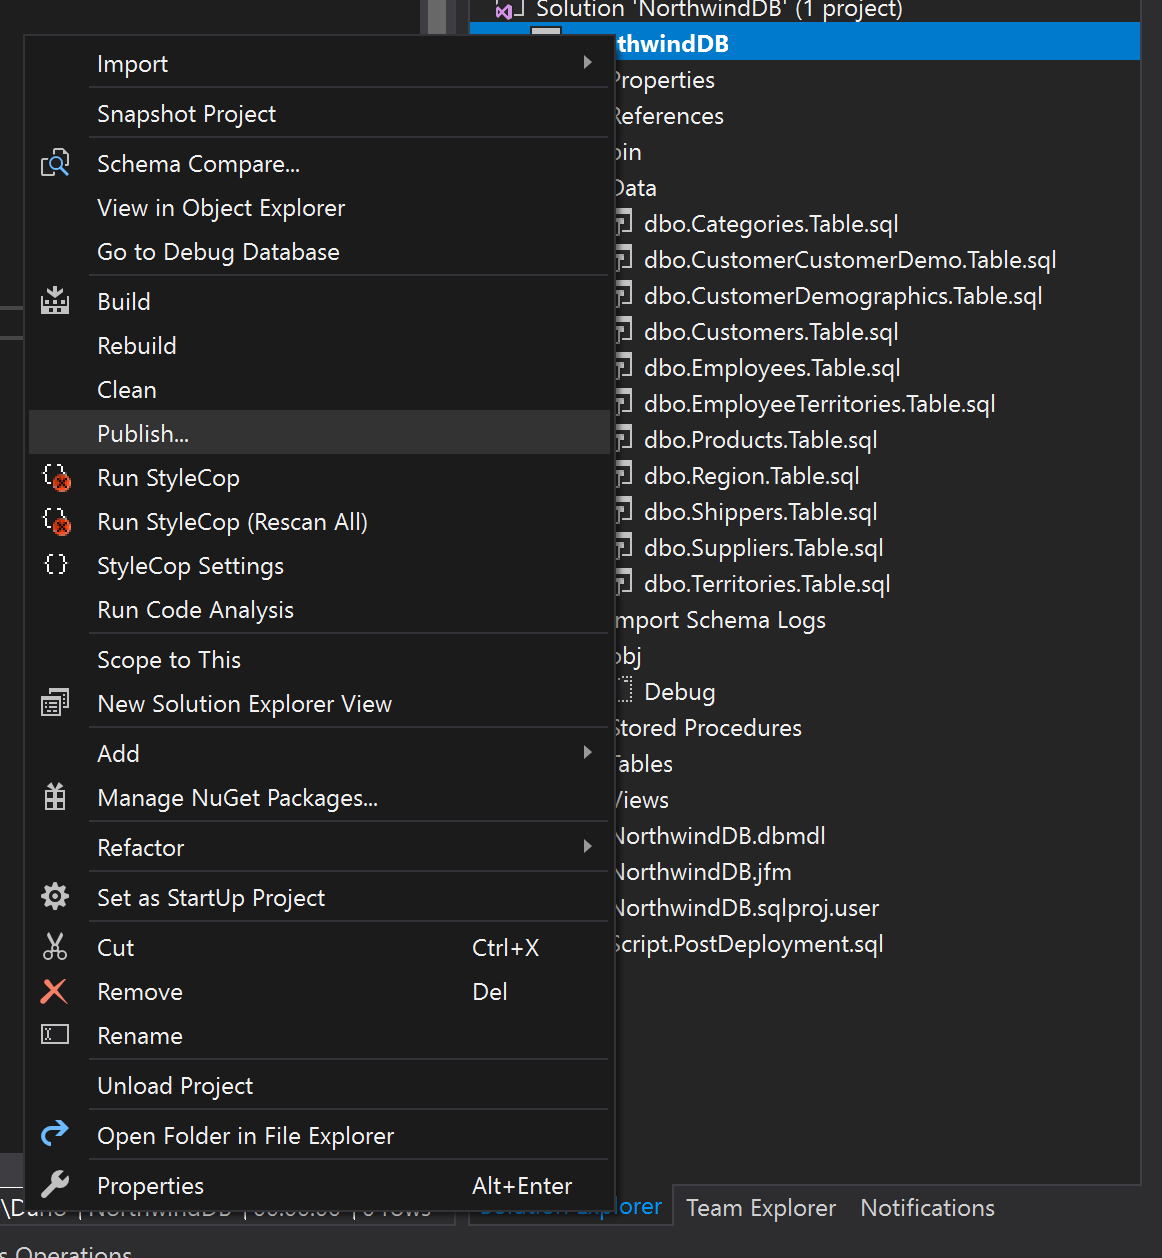 Solution 'NorthwindDB' (1 project)
thwindDB
Import
Properties
Snapshot Project
References
bin
Schema Compare...
Data
View in Object Explorer
dbo.Categories.Table.sql
Go to Debug Database
dbo.CustomerCustomerDemo.Table.sql
Build
dbo.CustomerDemographics.Table.sql
Rebuild
dbo.Customers.Table.sql
Clean
dbo.Employees.Table.sql
dbo.EmployeeTerritories.Table.sql
Publish...
dbo.Products.Table.sql
Run StyleCop
dbo.Region.Table.sql
Run StyleCop (Rescan All)
dbo.Shippers.Table.sql
StyleCop Settings
dbo.Suppliers.Table.sql
dbo.Territories.Table.sql
Run Code Analysis
Import Schema Logs
Scope to This
obj
New Solution Explorer View
Debug
Stored Procedures
Add
Tables
Manage NuGet Packages...
Views
Refactor
NorthwindDB.dbmdl
NorthwindDB.jfm
Set as StartUp Project
NorthwindDB.sqlproj.user
Cut Ctrl+X
Script.PostDeployment.sql
Remove Del
Rename
Unload Project
Open Folder in File Explorer
Properties Alt+Enter
NorthwindDB 00:00:00 0 rows
Solution Explorer Team Explorer Notifications
s Operations